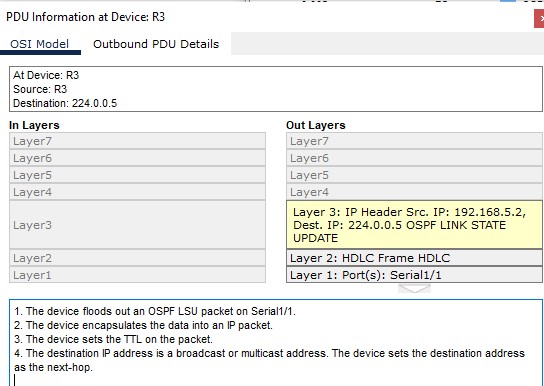 PDU Information at Device: R3
OSI Model
Outbound PDU Details
At Device: R3
Source: R3
Destination: 224.0.0.5
In Layers
Layer7
Layer6
Layer5
Layer4
Layer3
Layer2
Layer1
Out Layers
Layer7
Layer6
Layer5
Layer4
Layer 3: IP Header Src. IP: 192.168.5.2,
Dest. IP: 224.0.0.5 OSPF LINK STATE
UPDATE
Layer 2: HDLC Frame HDLC
Layer 1: Port(s): Serial1/1
1. The device floods out an OSPF LSU packet on Serial1/1.
2. The device encapsulates the data into an IP packet.
3. The device sets the TTL on the packet.
4. The destination IP address is a broadcast or multicast address. The device sets the destination address
as the next-hop.